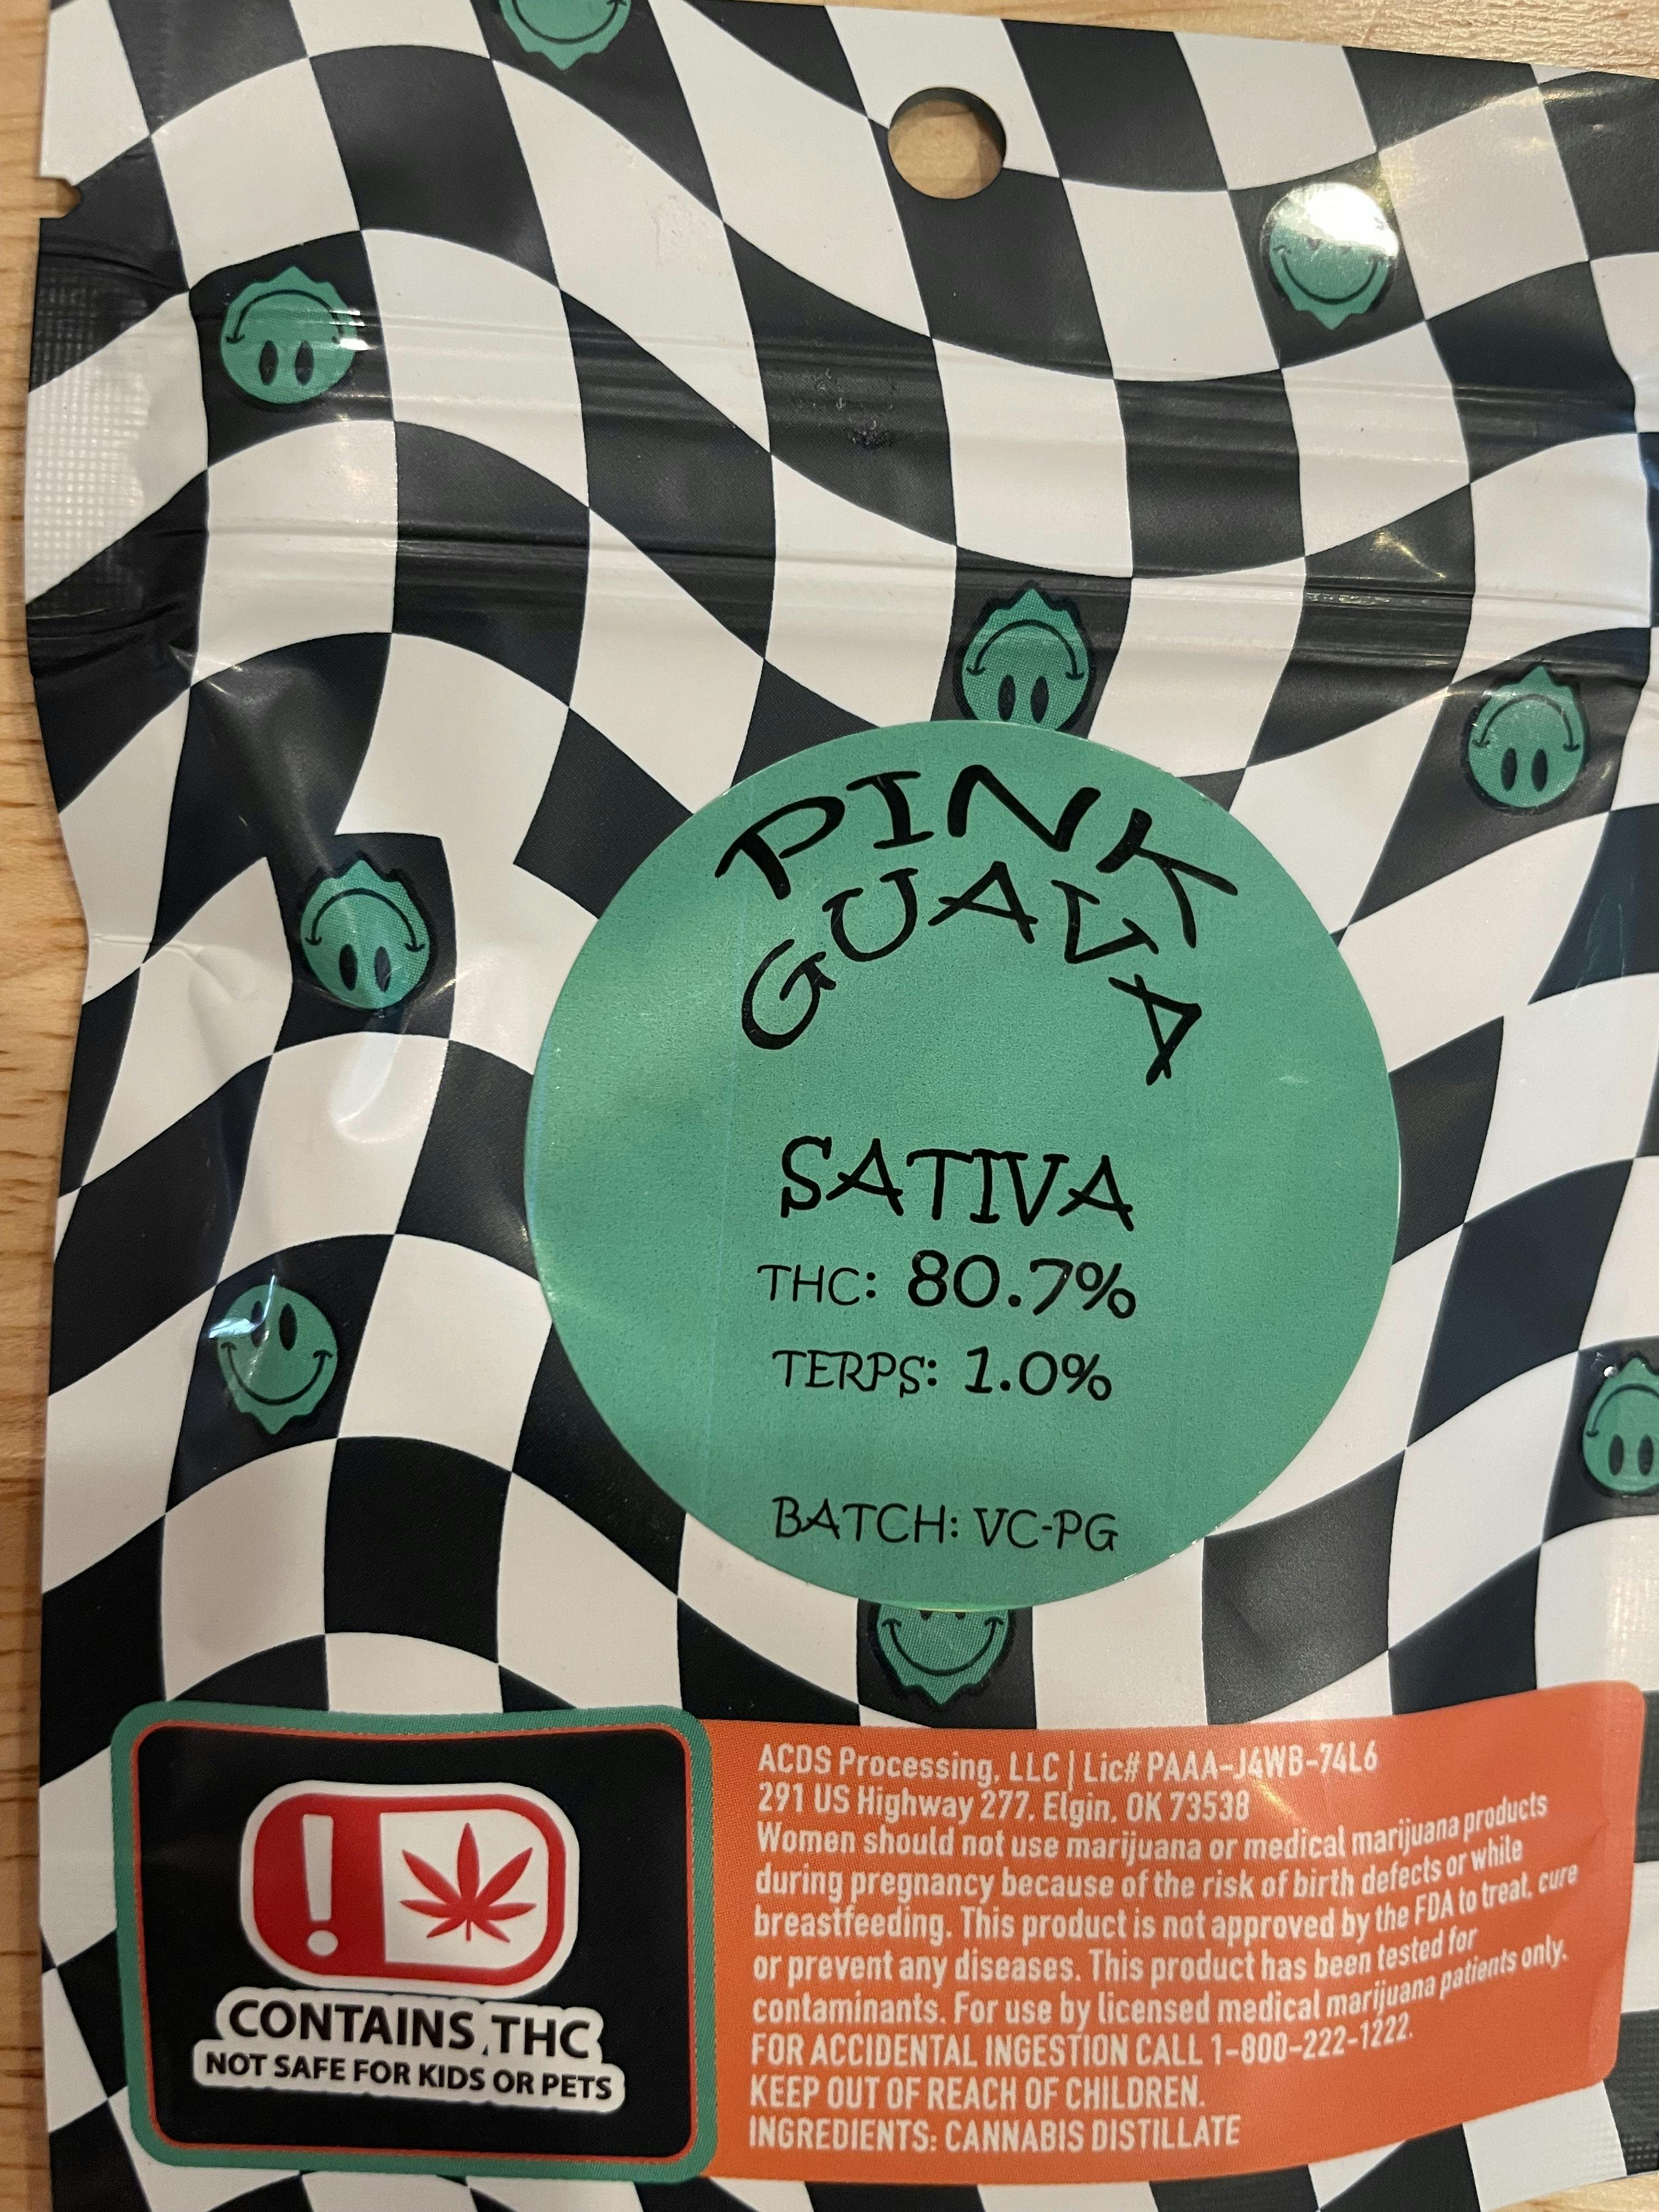 PINK
GUAVA
SATIVA
THC: 80.7%
TERPS: 1.0%
BATCH: VC-PG
CONTAINS THC
NOT SAFE FOR KIDS OR PETS
ACDS Processing, LLC | Lic# PAAA-J4WB-74L6
291 US Highway 277, Elgin, OK 73538
Women should not use marijuana or medical marijuana products
during pregnancy because of the risk of birth defects or while
breastfeeding. This product is not approved by the FDA to treat, cure
or prevent any diseases. This product has been tested for
contaminants. For use by licensed medical marijuana patients only.
FOR ACCIDENTAL INGESTION CALL 1-800-222-1222.
KEEP OUT OF REACH OF CHILDREN.
INGREDIENTS: CANNABIS DISTILLATE